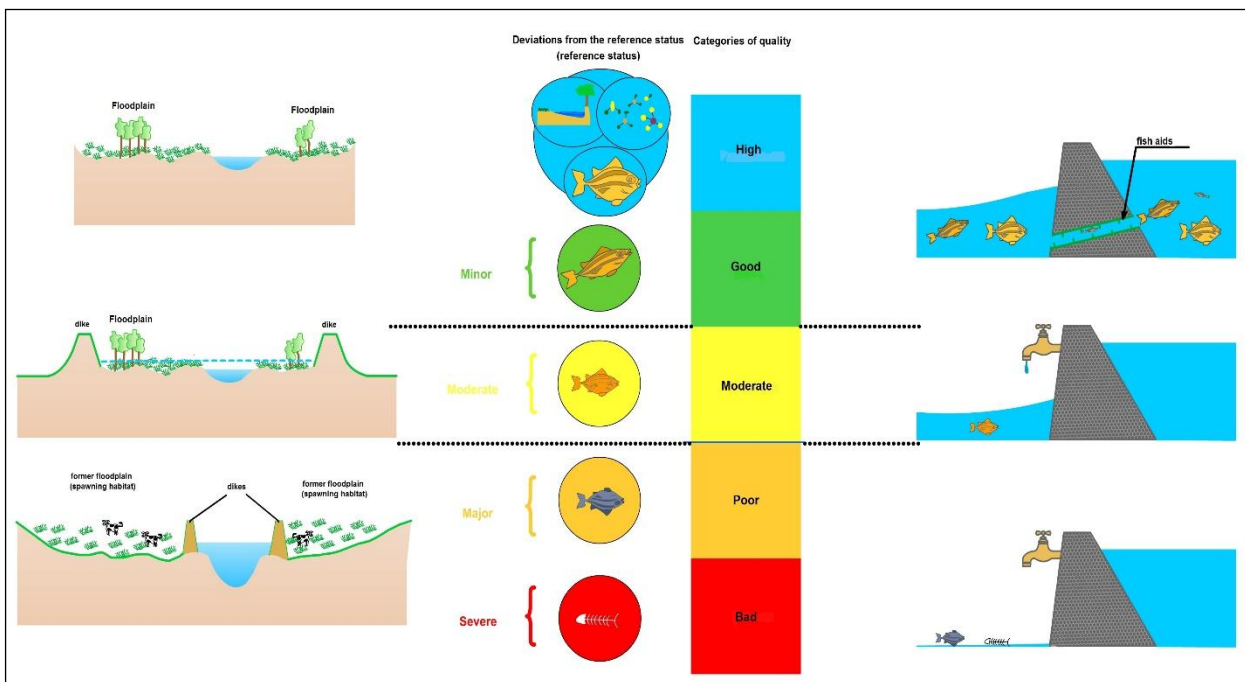 Deviations from the reference status
(reference status)
Categories of quality
Floodplain
Floodplain
High
fish aids
Minor
Good
dike
Floodplain
dike
Moderate
Moderate
former floodplain
(spawning habitat)
dikes
former floodplain
(spawning habitat)
Major
Poor
Severe
Bad